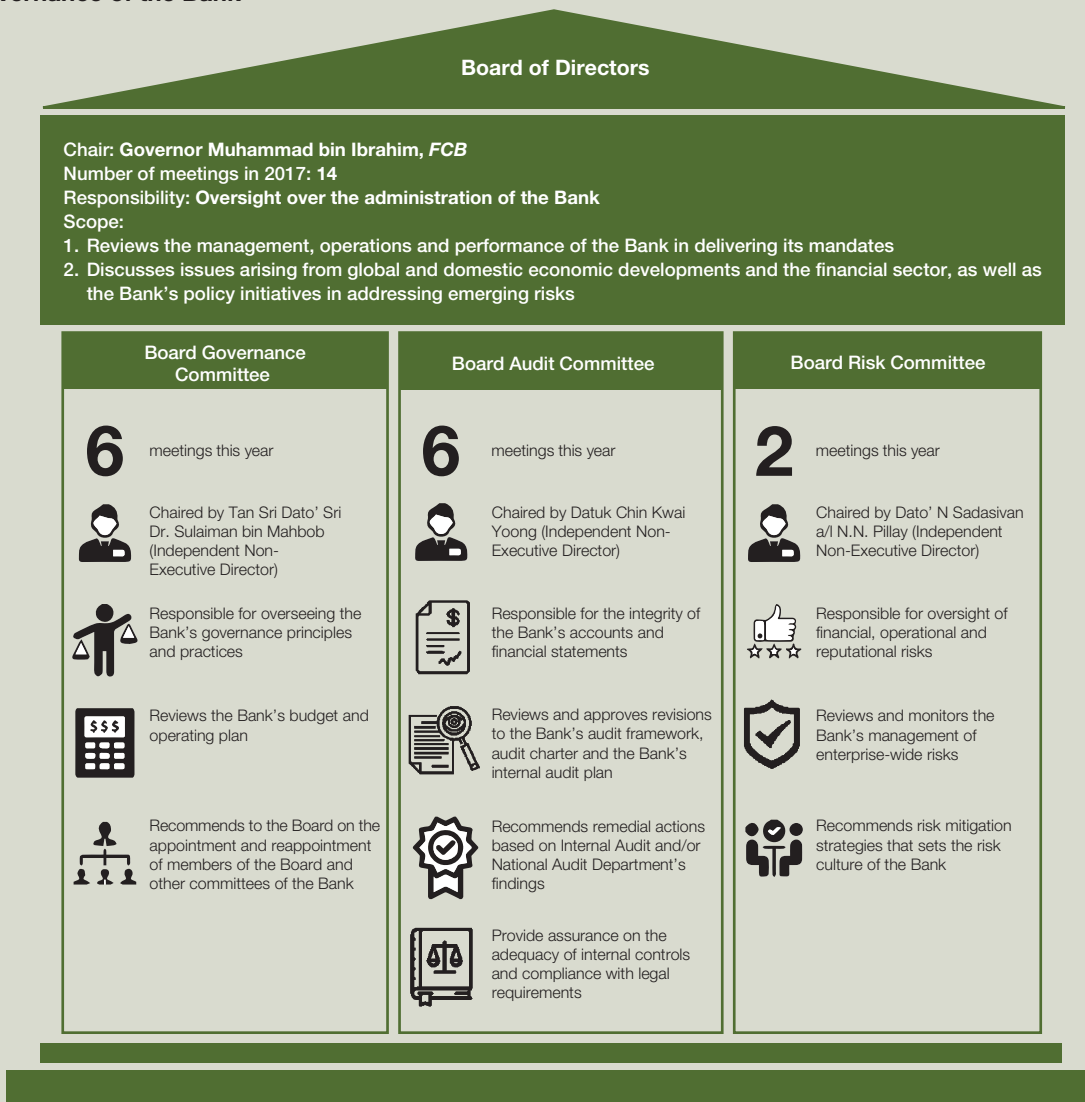 Board of Directors
Chair: Governor Muhammad bin Ibrahim, FCB
Number of meetings in 2017: 14
Responsibility: Oversight over the administration of the Bank
Scope:
1. Reviews the management, operations and performance of the Bank in delivering its mandates
2. Discusses issues arising from global and domestic economic developments and the financial sector, as well as
the Bank's policy initiatives in addressing emerging risks
Board Governance
Committee
6
meetings this year
Chaired by Tan Sri Dato' Sri
Dr. Sulaiman bin Mahbob
(Independent Non-
Executive Director)
Responsible for overseeing the
Bank's governance principles
and practices
$$$
Reviews the Bank's budget and
operating plan
Recommends to the Board on the
appointment and reappointment
of members of the Board and
other committees of the Bank
Board Audit Committee
6
meetings this year
Chaired by Datuk Chin Kwai
Yoong (Independent Non-
Executive Director)
$
Responsible for the integrity of
the Bank's accounts and
financial statements
Reviews and approves revisions
to the Bank's audit framework,
audit charter and the Bank's
internal audit plan
Recommends remedial actions
based on Internal Audit and/or
National Audit Department's
findings
Provide assurance on the
adequacy of internal controls
and compliance with legal
requirements
Board Risk Committee
2
meetings this year
Chaired by Dato' N Sadasivan
a/l N.N. Pillay (Independent
Non-Executive Director)
Responsible for oversight of
financial, operational and
reputational risks
Reviews and monitors the
Bank's management of
enterprise-wide risks
Recommends risk mitigation
strategies that sets the risk
culture of the Bank